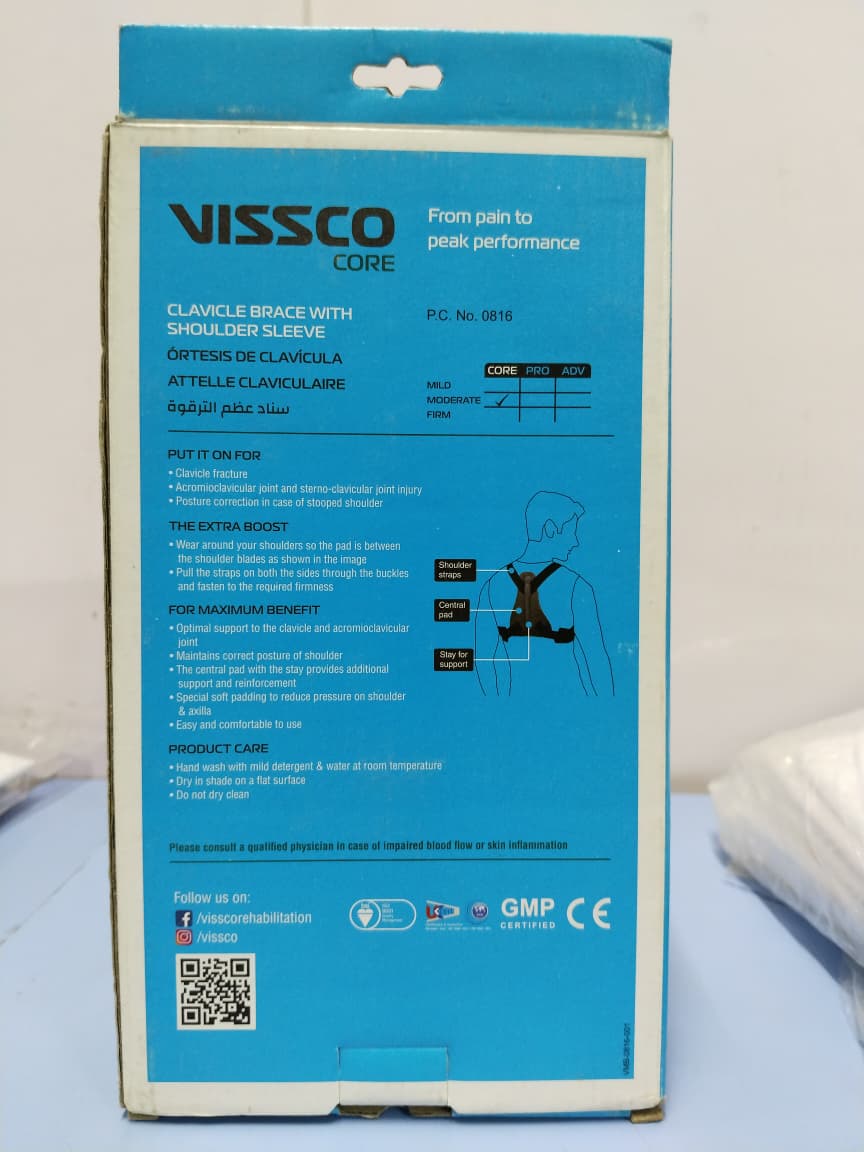 VISSCO
CORE
From pain to
peak performance
CLAVICLE BRACE WITH
SHOULDER SLEEVE
P.C. No. 0816
ÓRTESIS DE CLAVÍCULA
ATTELLE CLAVICULAIRE
سناد عظم الترقوة
CORE PRO ADV
MILD
MODERATE ✓
FIRM
PUT IT ON FOR
• Clavicle fracture
• Acromioclavicular joint and sterno-clavicular joint injury
• Posture correction in case of stooped shoulder
THE EXTRA BOOST
• Wear around your shoulders so the pad is between
the shoulder blades as shown in the image
• Pull the straps on both the sides through the buckles
and fasten to the required firmness
FOR MAXIMUM BENEFIT
• Optimal support to the clavicle and acromioclavicular
joint
• Maintains correct posture of shoulder
• The central pad with the stay provides additional
support and reinforcement
• Special soft padding to reduce pressure on shoulder
& axilla
• Easy and comfortable to use
Shoulder
straps
Central
pad
Stay for
support
PRODUCT CARE
• Hand wash with mild detergent & water at room temperature
• Dry in shade on a flat surface
• Do not dry clean
Please consult a qualified physician in case of impaired blood flow or skin inflammation
Follow us on:
/visscorehabilitation
/vissco
bsi
ISO
9001
GMP
CERTIFIED
CE
VMB-0816-001